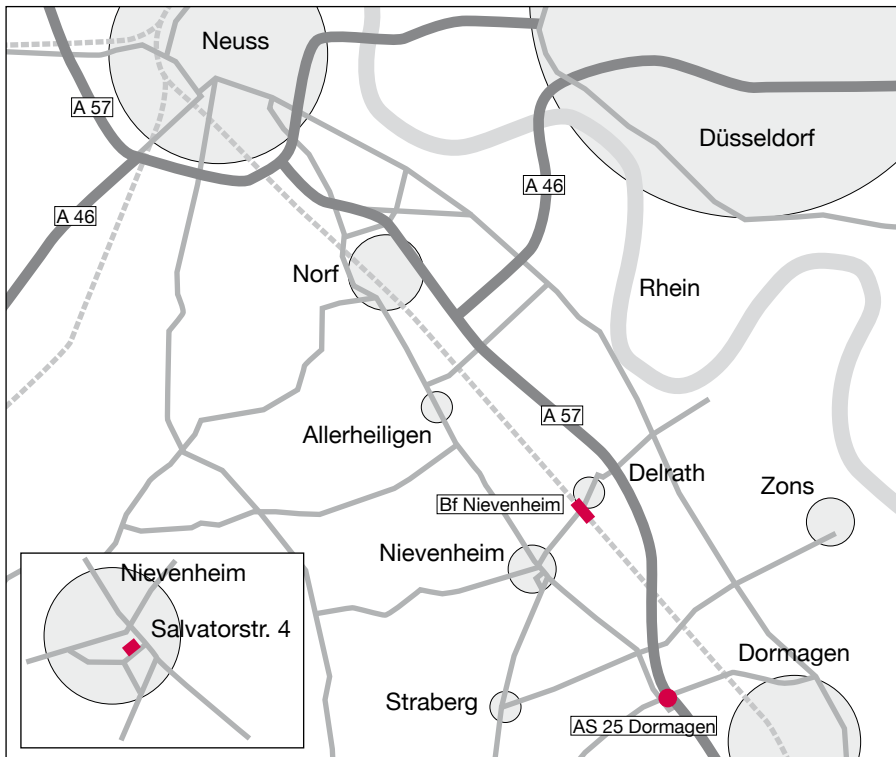 Neuss
A 57
Düsseldorf
A 46
A 46
Norf
Rhein
A 57
Allerheiligen
Delrath
Zons
Bf Nievenheim
Nievenheim
Nievenheim
Salvatorstr. 4
Dormagen
Straberg
AS 25 Dormagen